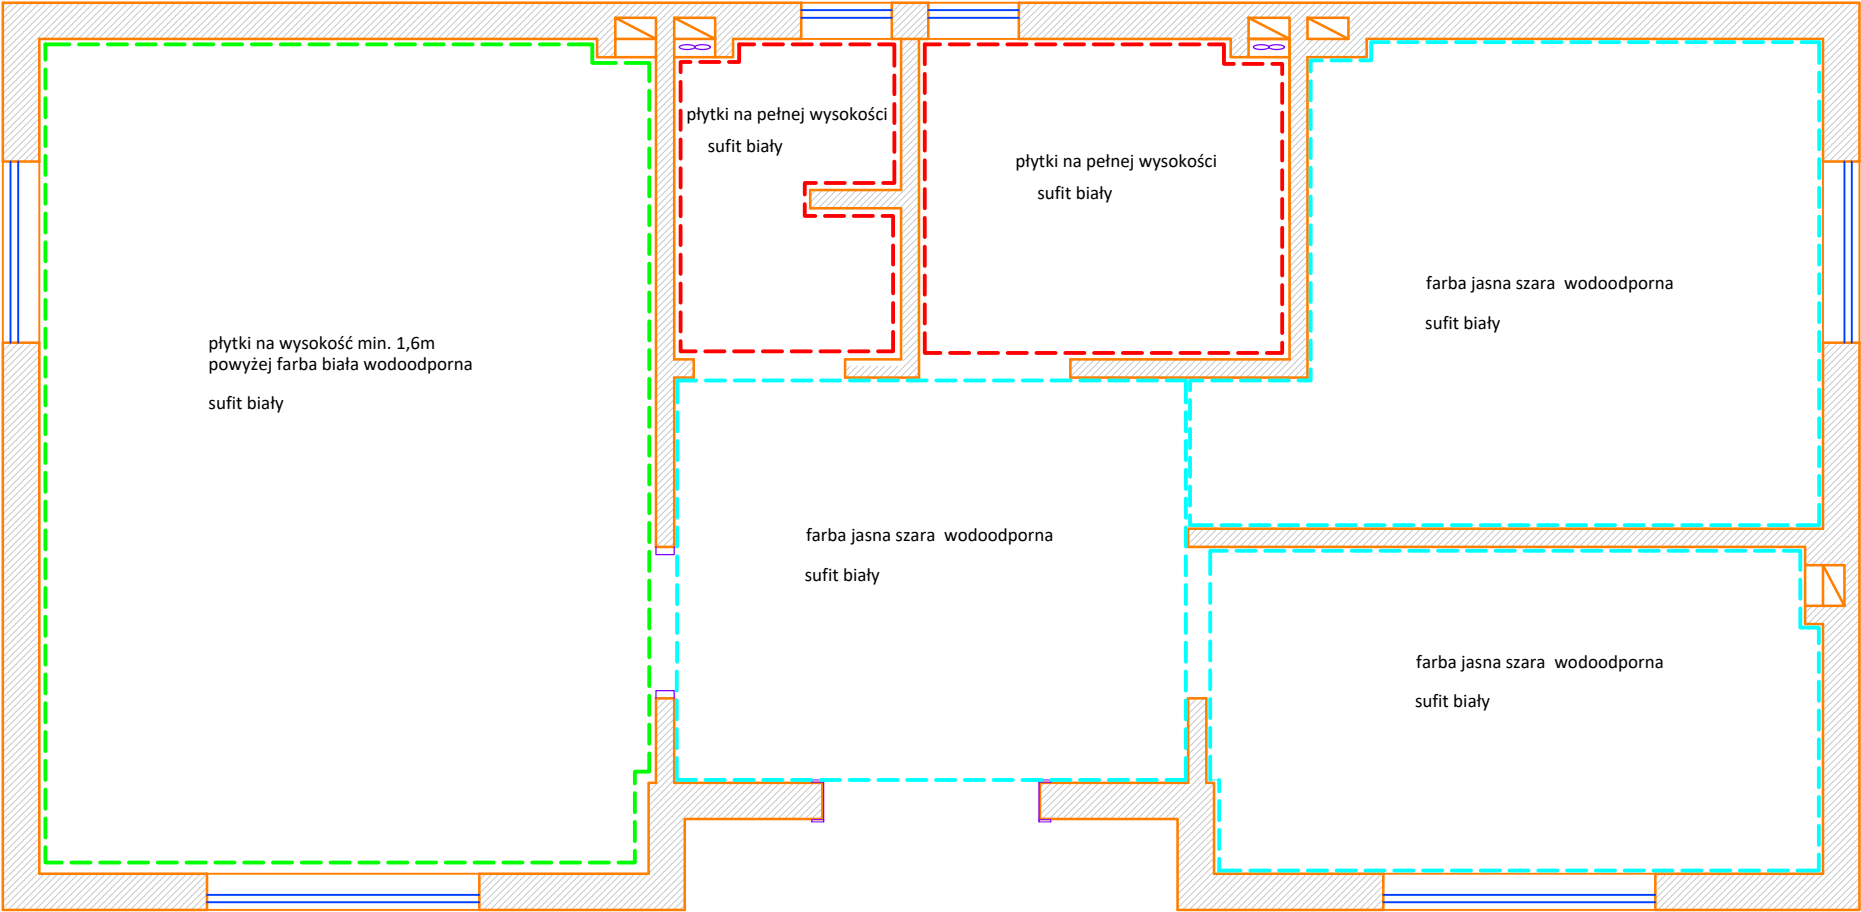 płytki na pełnej wysokości
sufit biały
płytki na pełnej wysokości
sufit biały
farba jasna szara  wodoodporna
sufit biały
płytki na wysokość min. 1,6m
powyżej farba biała wodoodporna
sufit biały
farba jasna szara  wodoodporna
sufit biały
farba jasna szara  wodoodporna
sufit biały